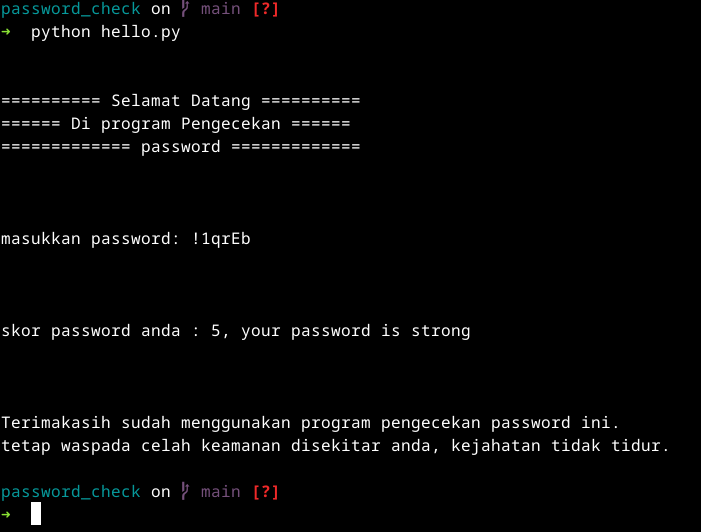 password_check on ᚶ main [?]
➜ python hello.py
========== Selamat Datang ==========
====== Di program Pengecekan ======
============= password =============
masukkan password: !1qrEb
skor password anda : 5, your password is strong
Terimakasih sudah menggunakan program pengecekan password ini.
tetap waspada celah keamanan disekitar anda, kejahatan tidak tidur.
password_check on ᚶ main [?]
➜